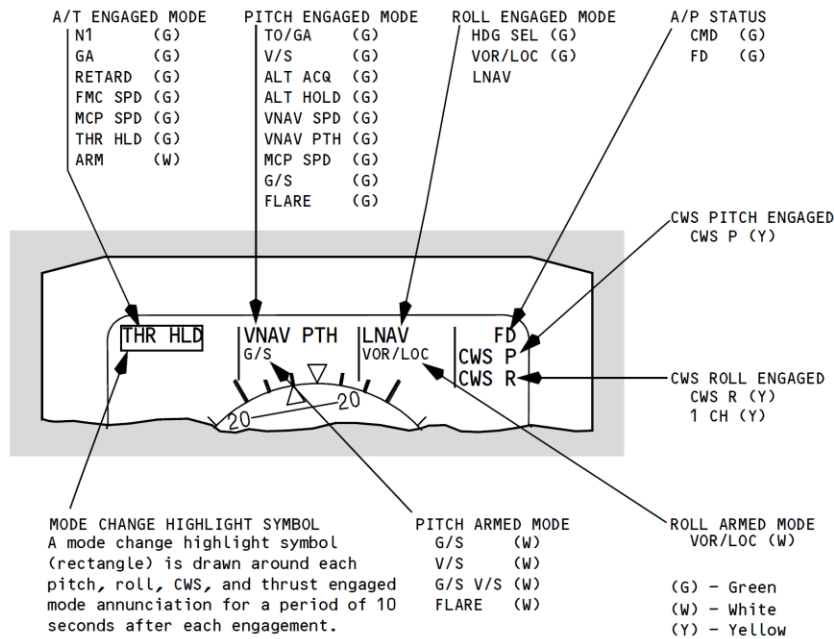 A/T ENGAGED MODE
N1 (G)
GA (G)
RETARD (G)
FMC SPD (G)
MCP SPD (G)
THR HLD (G)
ARM (W)
PITCH ENGAGED MODE
TO/GA (G)
V/S (G)
ALT ACQ (G)
ALT HOLD (G)
VNAV SPD (G)
VNAV PTH (G)
MCP SPD (G)
G/S (G)
FLARE (G)
ROLL ENGAGED MODE
HDG SEL (G)
VOR/LOC (G)
LNAV
A/P STATUS
CMD (G)
FD (G)
CWS PITCH ENGAGED
CWS P (Y)
THR HLD
VNAV PTH
G/S
LNAV
VOR/LOC
FD
CWS P
CWS R
20 20
CWS ROLL ENGAGED
CWS R (Y)
1 CH (Y)
MODE CHANGE HIGHLIGHT SYMBOL
A mode change highlight symbol
(rectangle) is drawn around each
pitch, roll, CWS, and thrust engaged
mode annunciation for a period of 10
seconds after each engagement.
PITCH ARMED MODE
G/S (W)
V/S (W)
G/S V/S (W)
FLARE (W)
ROLL ARMED MODE
VOR/LOC (W)
(G) – Green
(W) – White
(Y) – Yellow